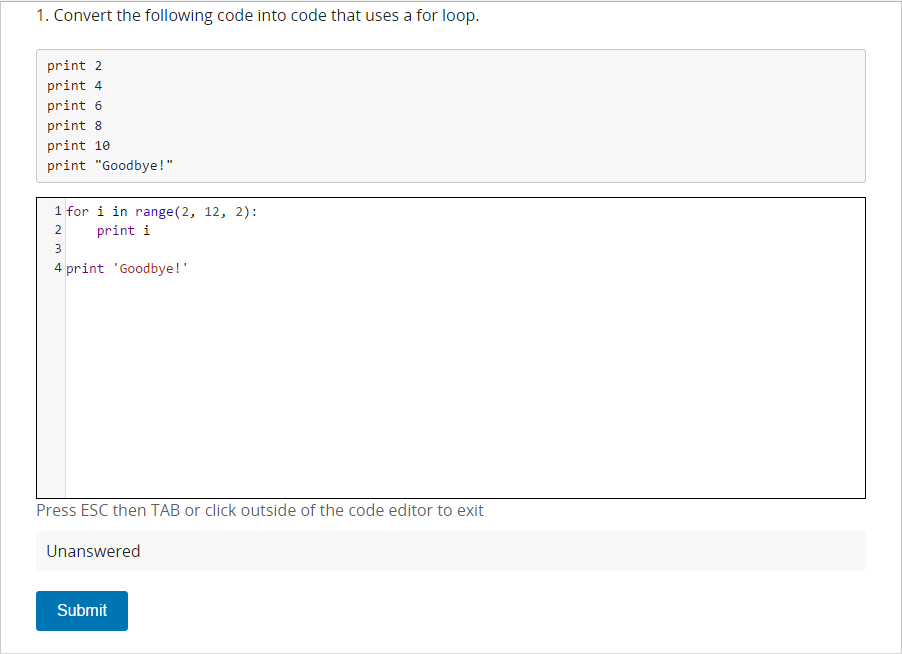 1. Convert the following code into code that uses a for loop.
print 2
print 4
print 6
print 8
print 10
print "Goodbye!"
1 for i in range(2, 12, 2):
2     print i
3
4 print 'Goodbye!'
Press ESC then TAB or click outside of the code editor to exit
Unanswered
Submit